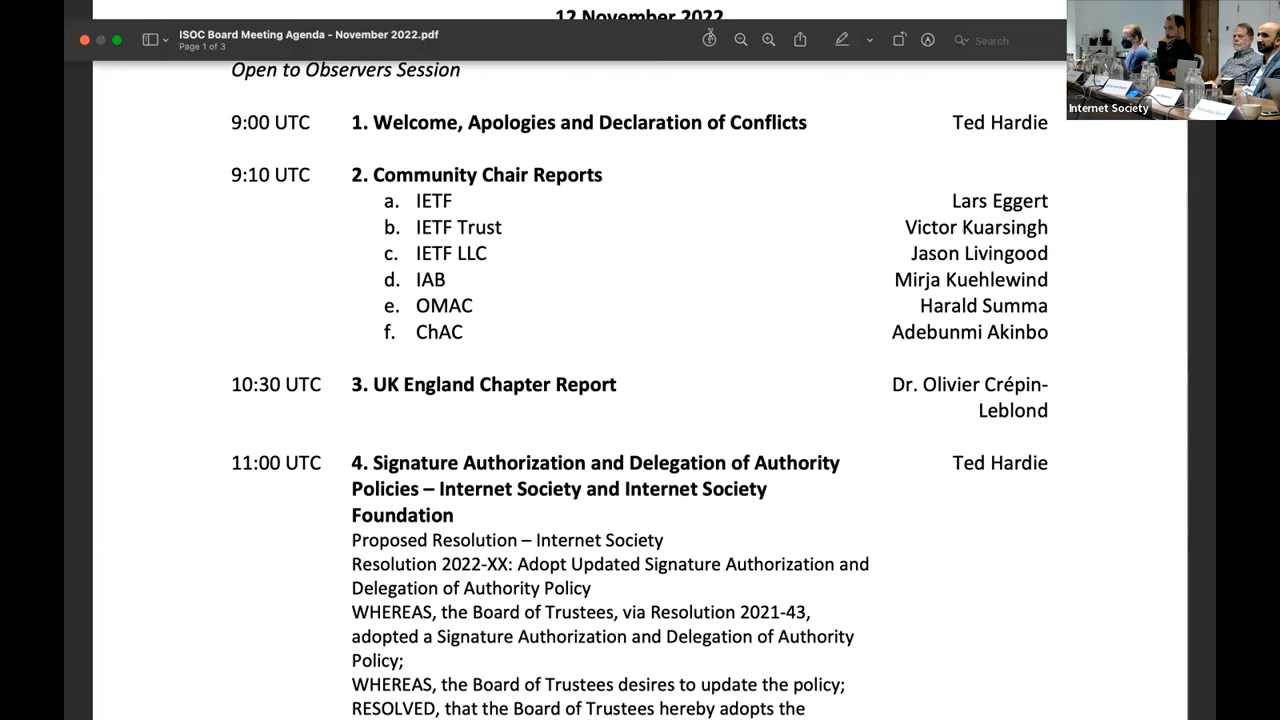 12 November 2022
ISOC Board Meeting Agenda - November 2022.pdf
Page 1 of 3
Search
Internet Society
Open to Observers Session
9:00 UTC 1. Welcome, Apologies and Declaration of Conflicts Ted Hardie
9:10 UTC 2. Community Chair Reports
a. IETF Lars Eggert
b. IETF Trust Victor Kuarsingh
c. IETF LLC Jason Livingood
d. IAB Mirja Kuehlewind
e. OMAC Harald Summa
f. ChAC Adebunmi Akinbo
10:30 UTC 3. UK England Chapter Report Dr. Olivier Crépin-
Leblond
11:00 UTC 4. Signature Authorization and Delegation of Authority Ted Hardie
Policies – Internet Society and Internet Society
Foundation
Proposed Resolution – Internet Society
Resolution 2022-XX: Adopt Updated Signature Authorization and
Delegation of Authority Policy
WHEREAS, the Board of Trustees, via Resolution 2021-43,
adopted a Signature Authorization and Delegation of Authority
Policy;
WHEREAS, the Board of Trustees desires to update the policy;
RESOLVED, that the Board of Trustees hereby adopts the